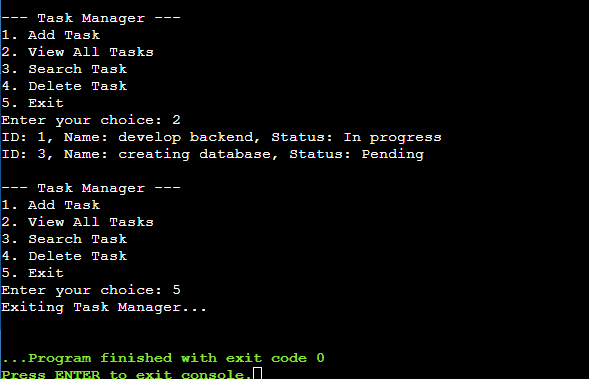 --- Task Manager ---
1. Add Task
2. View All Tasks
3. Search Task
4. Delete Task
5. Exit
Enter your choice: 2
ID: 1, Name: develop backend, Status: In progress
ID: 3, Name: creating database, Status: Pending
--- Task Manager ---
1. Add Task
2. View All Tasks
3. Search Task
4. Delete Task
5. Exit
Enter your choice: 5
Exiting Task Manager...
...Program finished with exit code 0
Press ENTER to exit console.